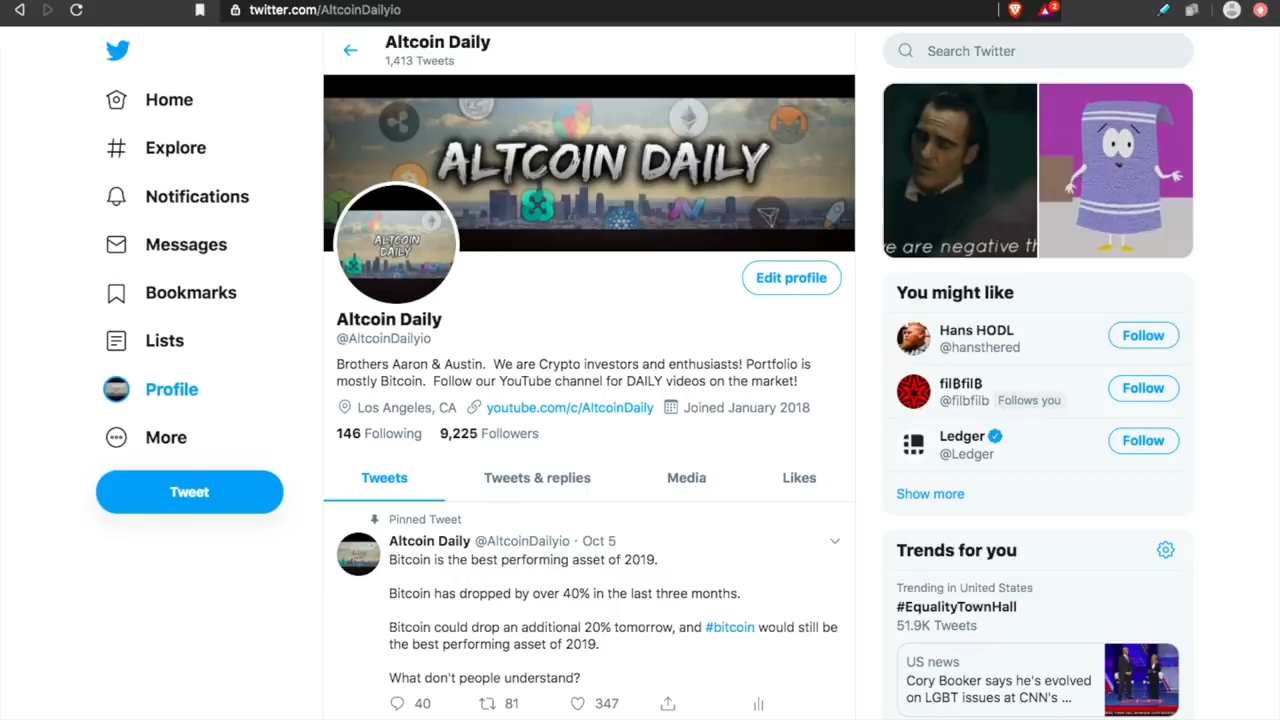 twitter.com/AltcoinDailyio
2
Home
Explore
Notifications
Messages
Bookmarks
Lists
Profile
More
Tweet
Altcoin Daily
1,413 Tweets
ALTCOIN DAILY
ALTCOIN
DAILY
Edit profile
Altcoin Daily
@AltcoinDailyio
Brothers Aaron & Austin. We are Crypto investors and enthusiasts! Portfolio is
mostly Bitcoin. Follow our YouTube channel for DAILY videos on the market!
Los Angeles, CA youtube.com/c/AltcoinDaily Joined January 2018
146 Following 9,225 Followers
Tweets Tweets & replies Media Likes
Pinned Tweet
Altcoin Daily @AltcoinDailyio · Oct 5
Bitcoin is the best performing asset of 2019.
Bitcoin has dropped by over 40% in the last three months.
Bitcoin could drop an additional 20% tomorrow, and #bitcoin would still be
the best performing asset of 2019.
What don't people understand?
40 81 347
Search Twitter
e are negative th
You might like
Hans HODL
@hansthered
Follow
filBfilB
@filbfilb Follows you
Follow
Ledger
@Ledger
Follow
Show more
Trends for you
Trending in United States
#EqualityTownHall
51.9K Tweets
US news
Cory Booker says he's evolved
on LGBT issues at CNN's ...